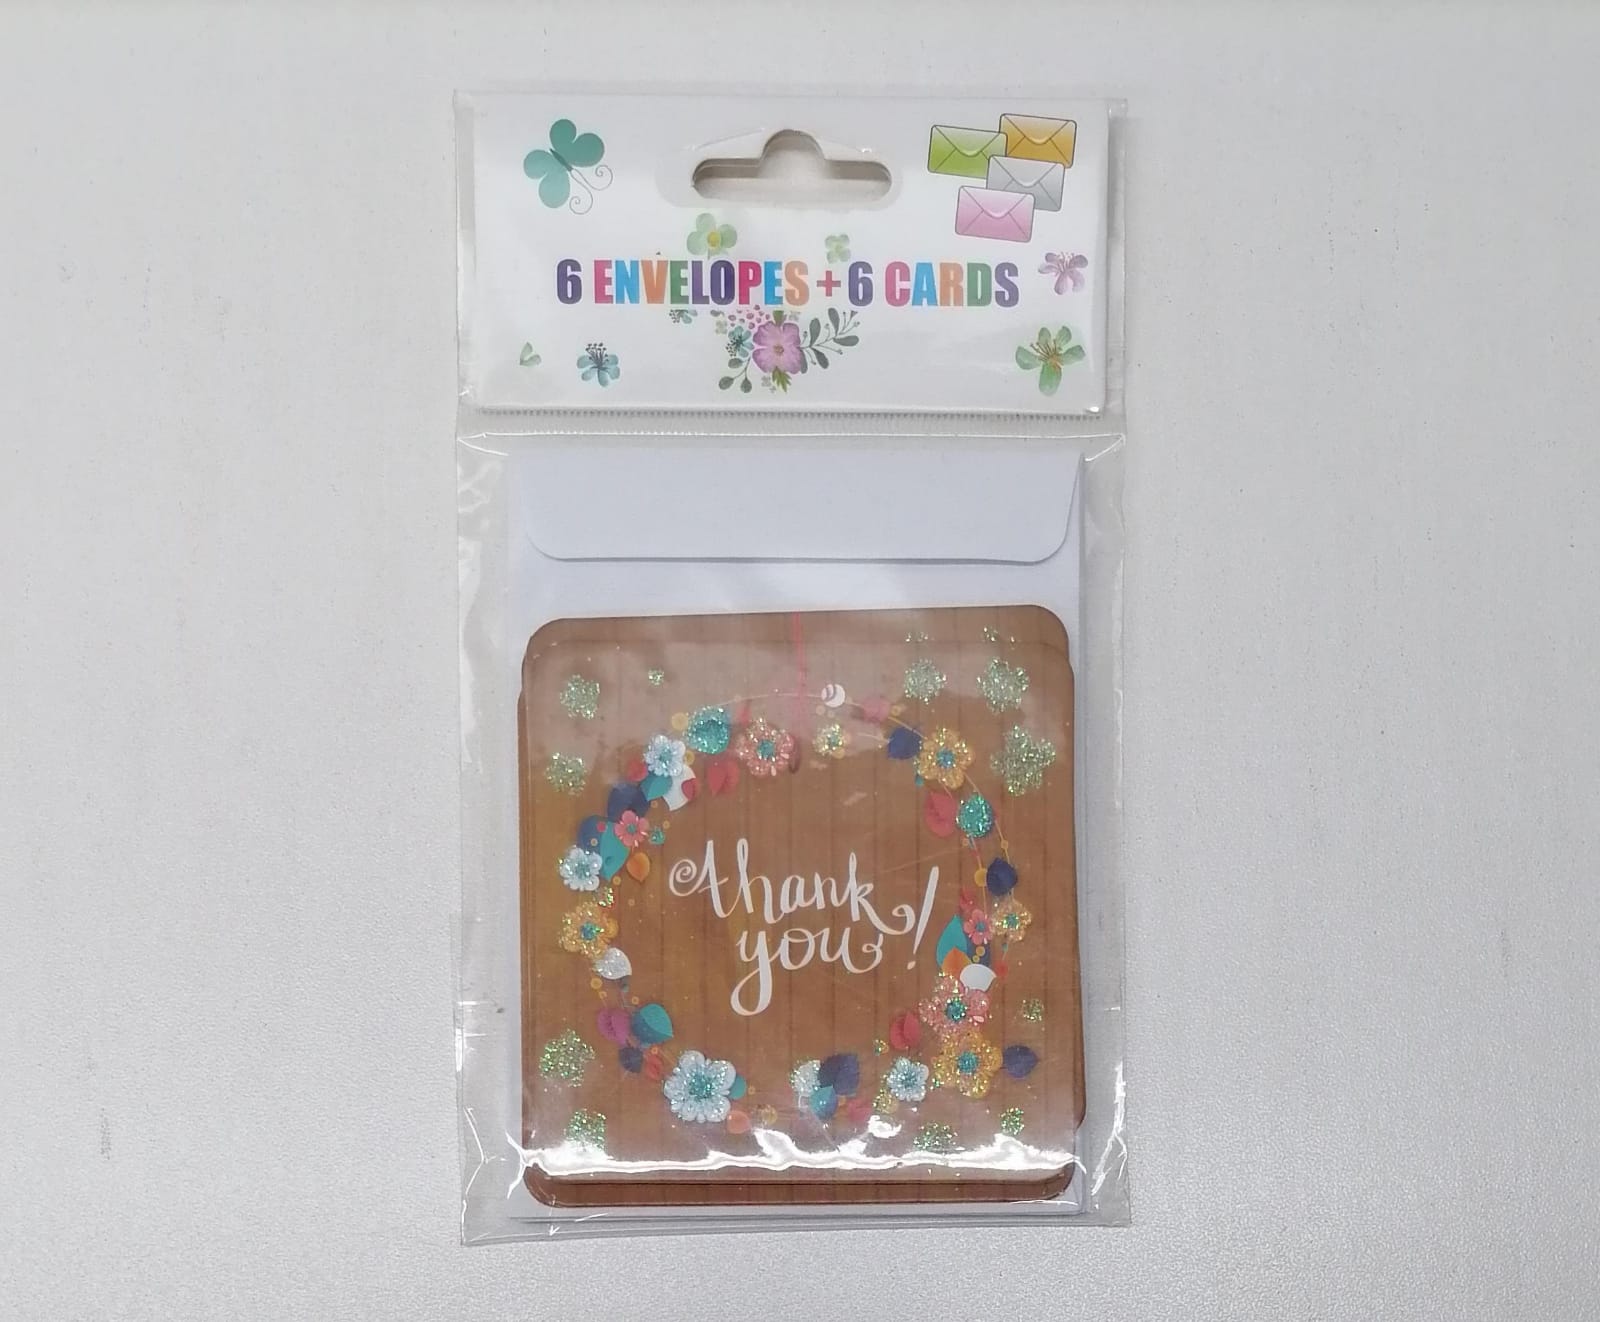 6 ENVELOPES + 6 CARDS
thank
you!